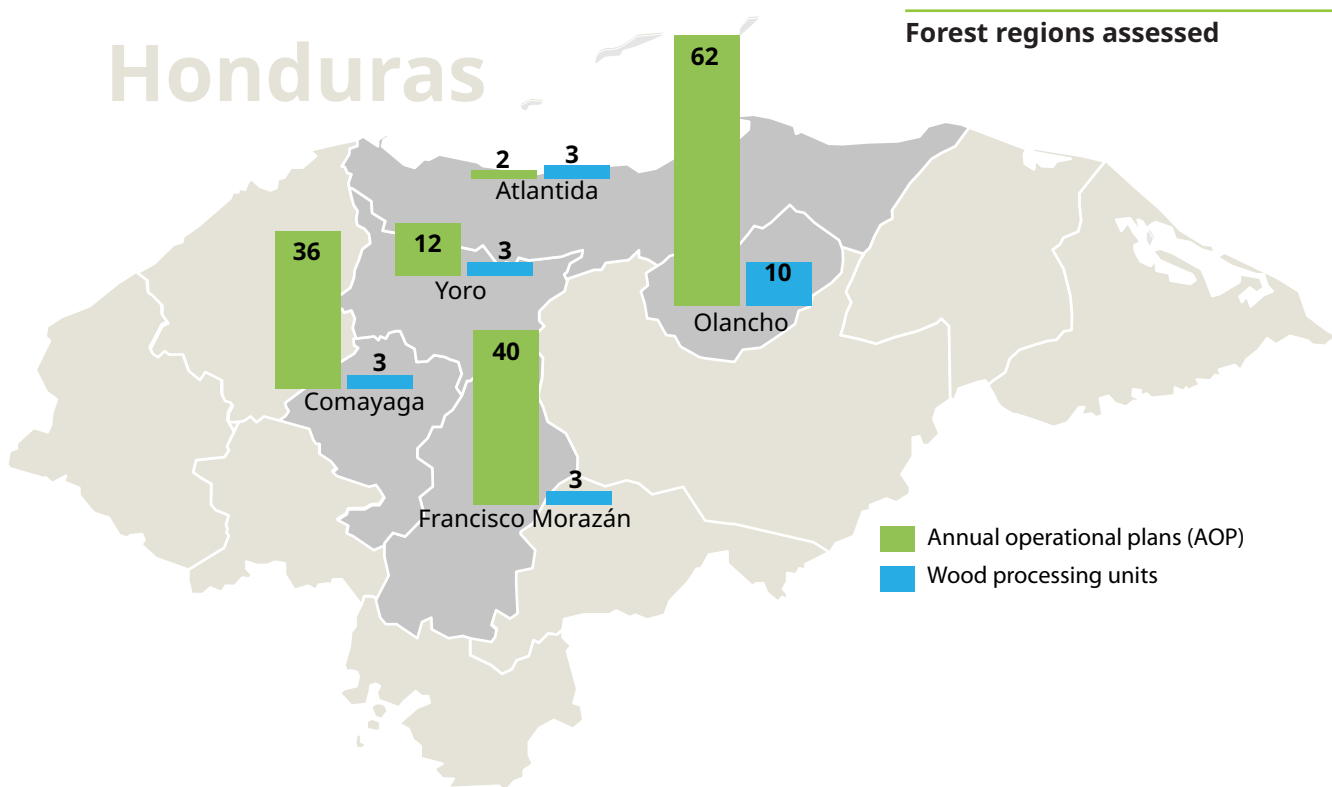 Forest regions assessed
Honduras
62
2
3
Atlantida
36
12
3
Yoro
10
Olancho
40
3
Comayaga
3
Francisco Morazán
Annual operational plans (AOP)
Wood processing units